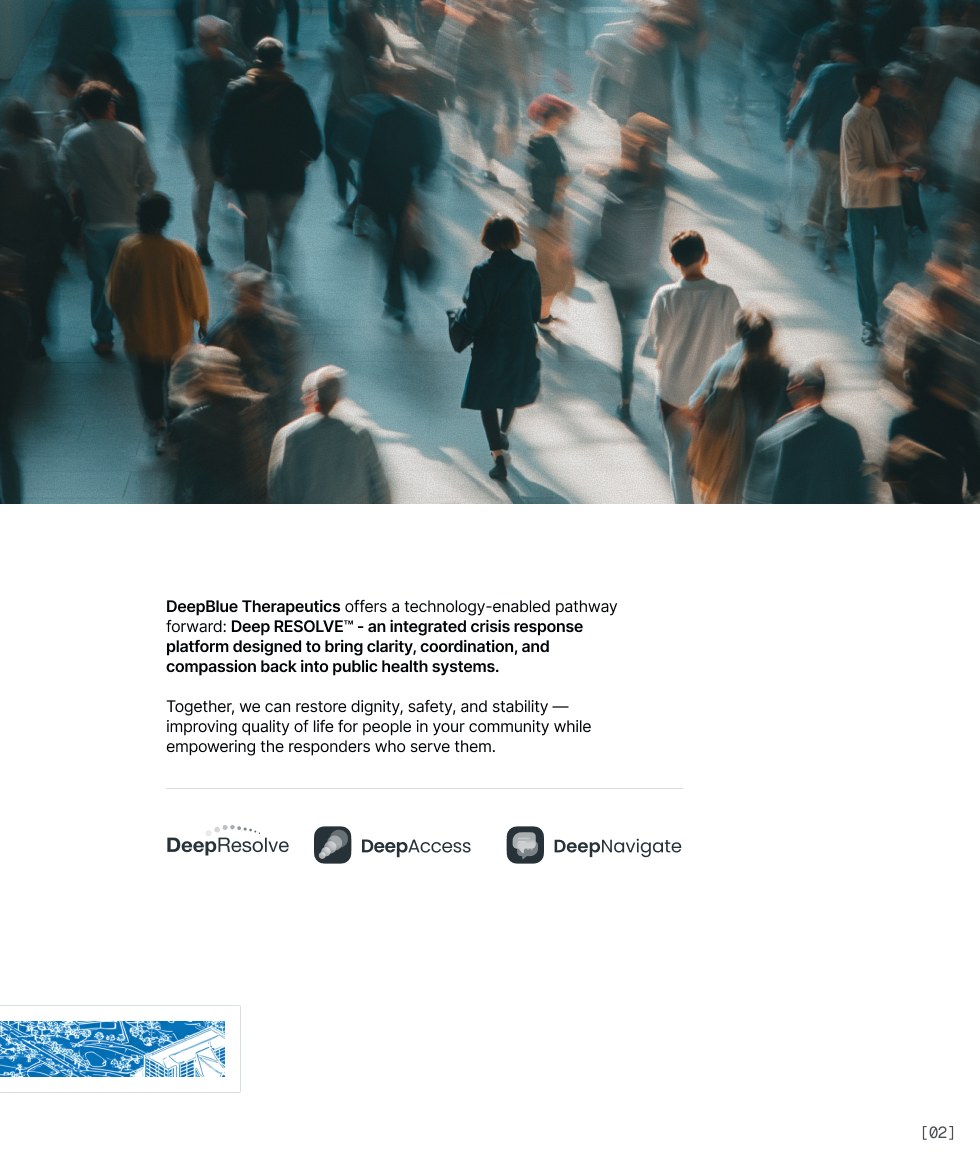 DeepBlue Therapeutics offers a technology-enabled pathway
forward: Deep RESOLVE™ - an integrated crisis response
platform designed to bring clarity, coordination, and
compassion back into public health systems.
Together, we can restore dignity, safety, and stability —
improving quality of life for people in your community while
empowering the responders who serve them.
DeepResolve DeepAccess DeepNavigate
[02]